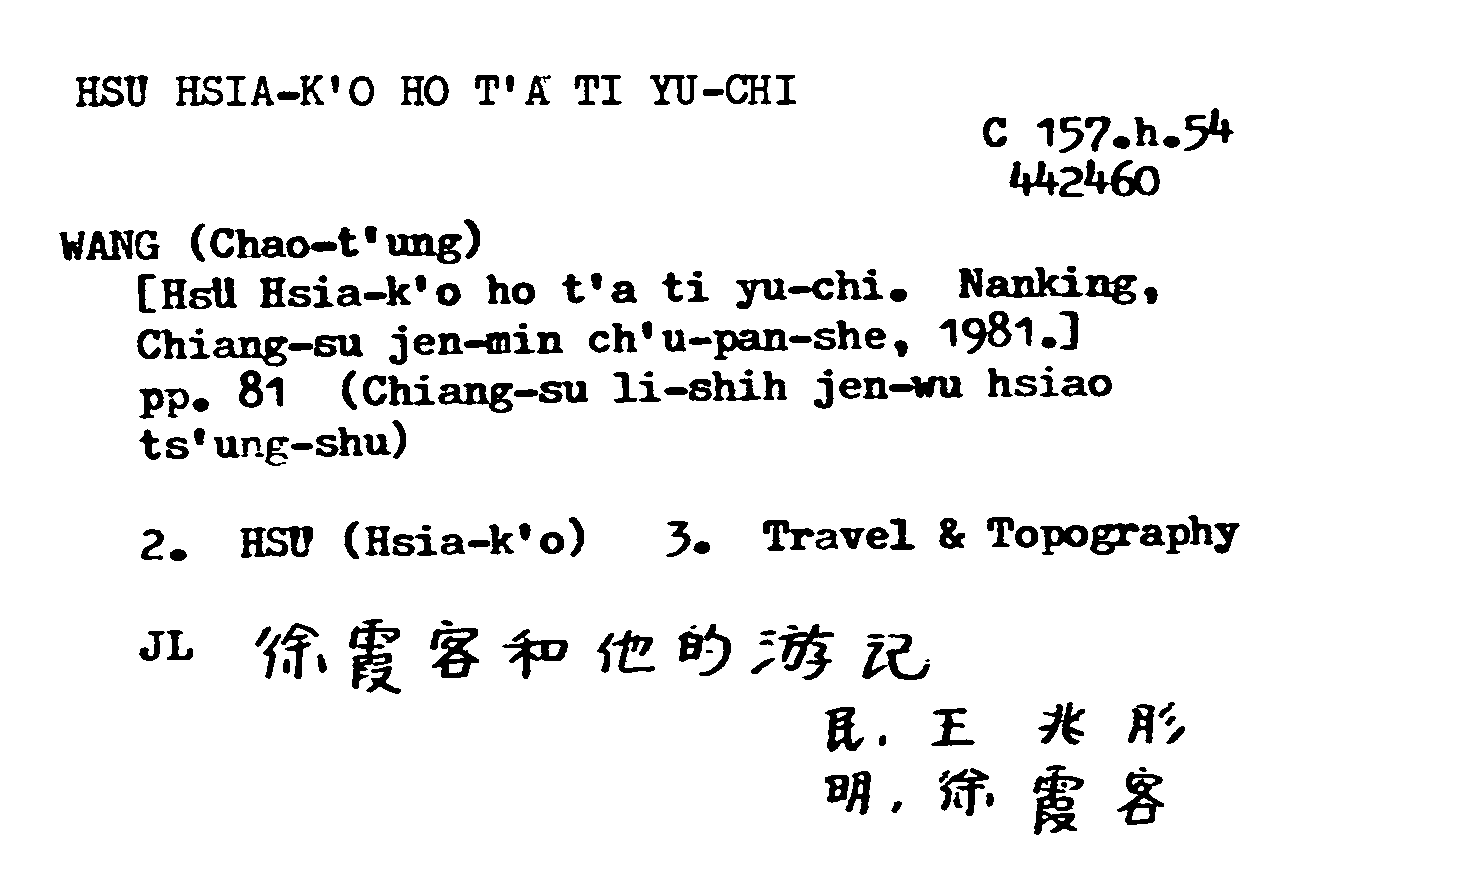 HSU HSIA-K'O HO T'A TI YU-CHI
C 157.h.54
442460
WANG (Chao-t'ung)
[HsU Hsia-k'o ho t'a ti yu-chi. Nanking,
Chiang-su jen-min ch'u-pan-she, 1981.]
pp. 81 (Chiang-su li-shih jen-wu hsiao
ts'ung-shu)
2. HSU (Hsia-k'o) 3. Travel & Topography
JL 徐霞客和他的游记
民. 王 兆彤
明. 徐霞客